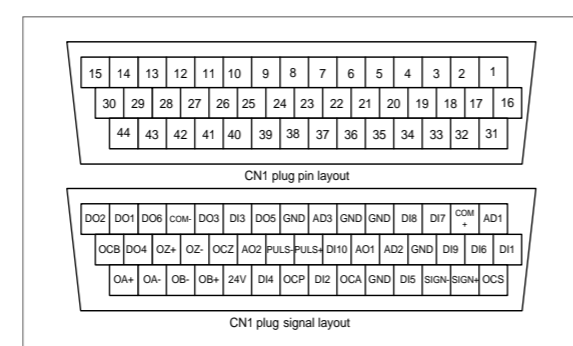 15 14 13 12 11 10 9 8 7 6 5 4 3 2 1
30 29 28 27 26 25 24 23 22 21 20 19 18 17 16
44 43 42 41 40 39 38 37 36 35 34 33 32 31
CN1 plug pin layout
DO2 DO1 DO6 COM- DO3 DI3 DO5 GND AD3 GND GND DI8 DI7 COM+ AD1
OCB DO4 OZ+ OZ- OCZ AO2 PULS- PULS+ DI10 AO1 AD2 GND DI9 DI6 DI1
OA+ OA- OB- OB+ 24V DI4 OCP DI2 OCA GND DI5 SIGN- SIGN+ OCS
CN1 plug signal layout